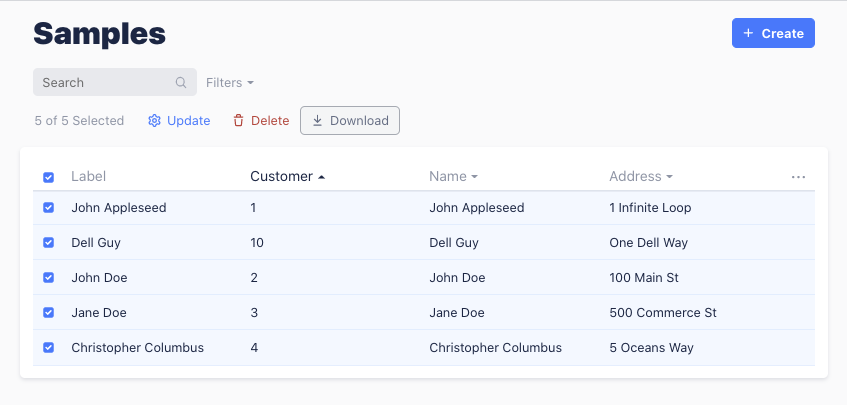 Samples
+ Create
Search Filters
5 of 5 Selected Update Delete Download
Label Customer Name Address ...
John Appleseed 1 John Appleseed 1 Infinite Loop
Dell Guy 10 Dell Guy One Dell Way
John Doe 2 John Doe 100 Main St
Jane Doe 3 Jane Doe 500 Commerce St
Christopher Columbus 4 Christopher Columbus 5 Oceans Way